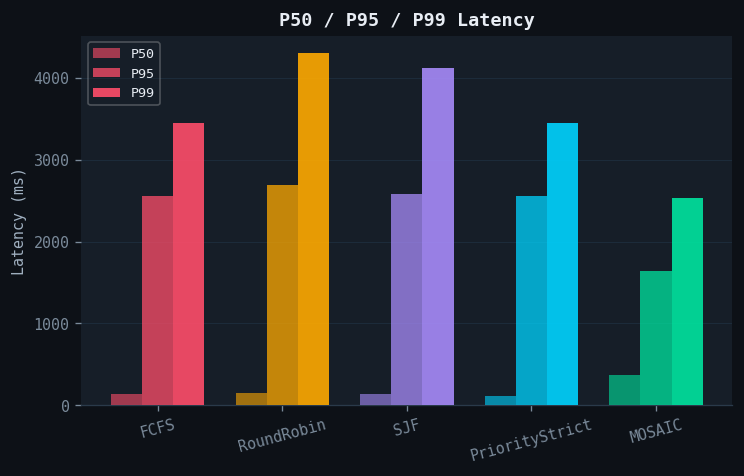 P50 / P95 / P99 Latency
P50
P95
P99
Latency (ms)
4000
3000
2000
1000
0
FCFS
RoundRobin
SJF
PriorityStrict
MOSAIC